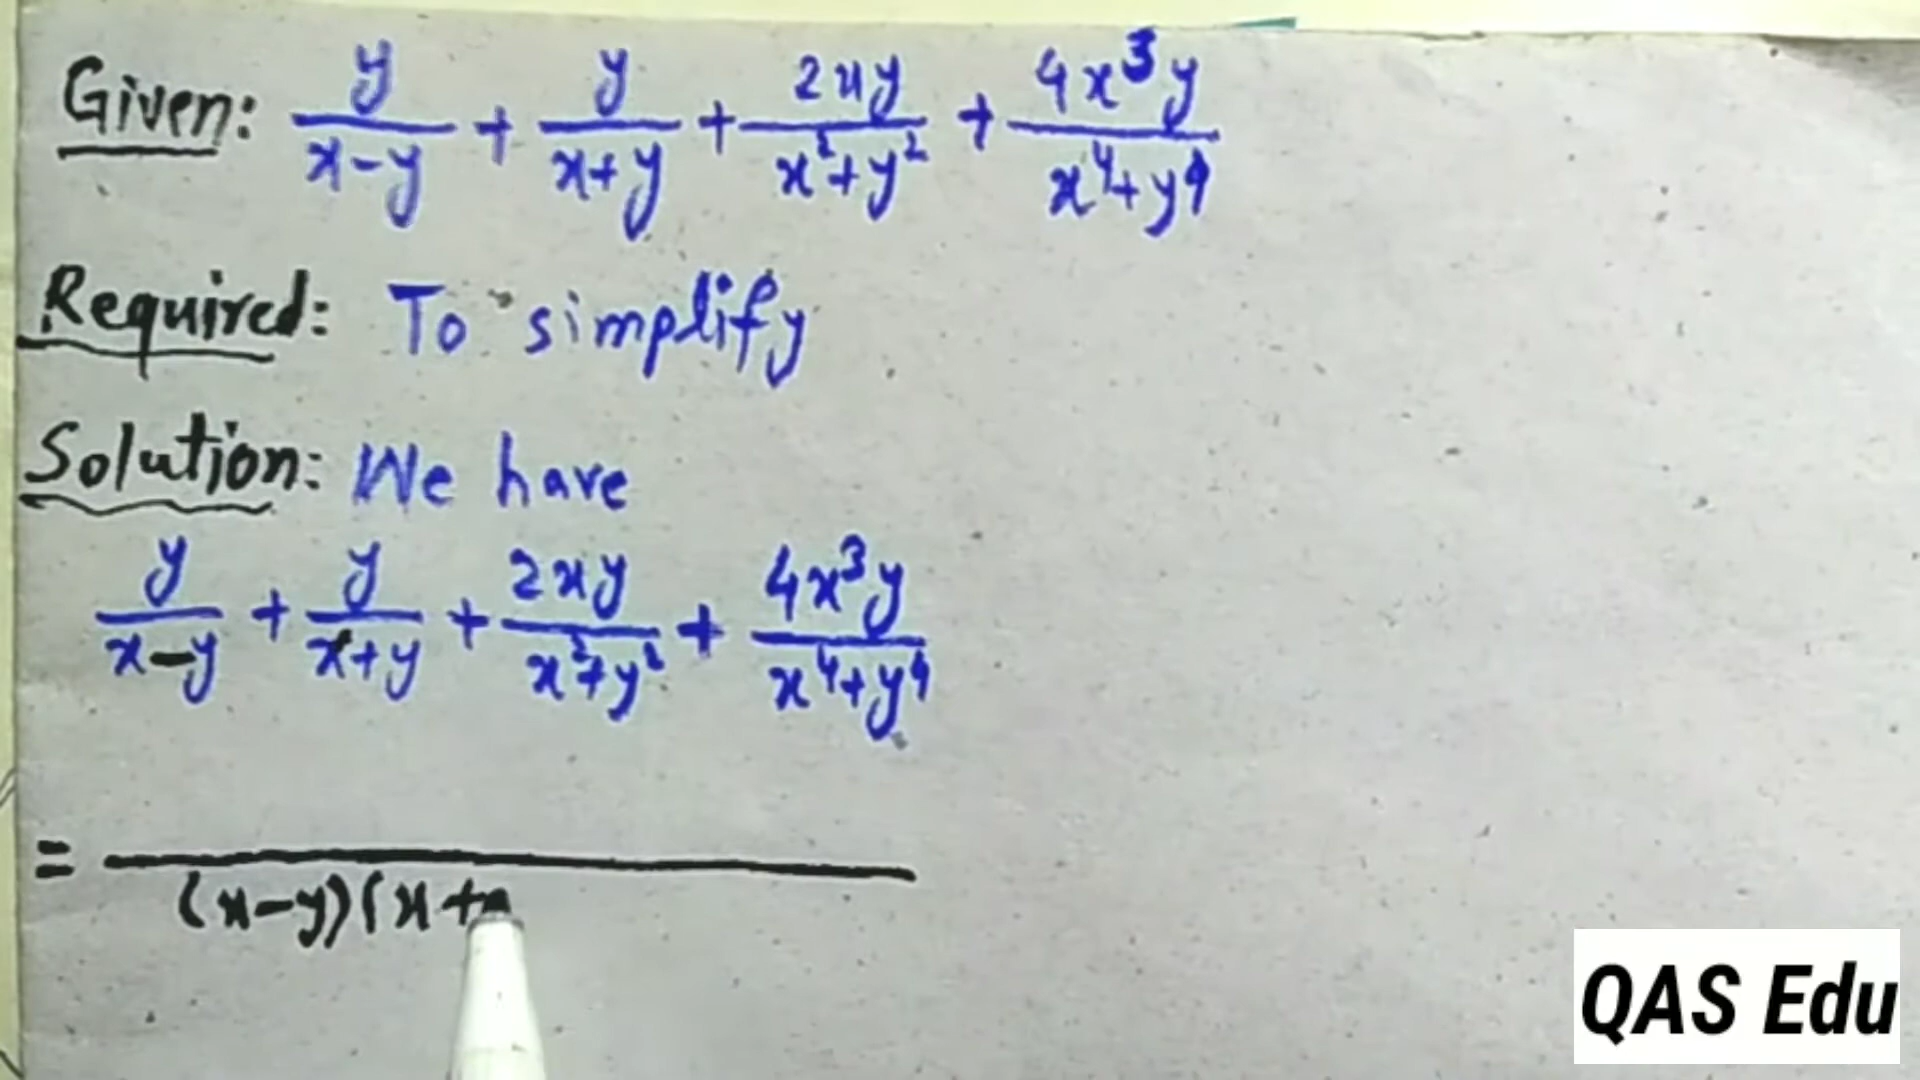 Given: y/(x-y) + y/(x+y) + 2xy/(x²+y²) + 4x³y/(x⁴+y⁴)
Required: To simplify
Solution: We have
y/(x-y) + y/(x+y) + 2xy/(x²+y²) + 4x³y/(x⁴+y⁴)
= 
(x-y)(x+
QAS Edu